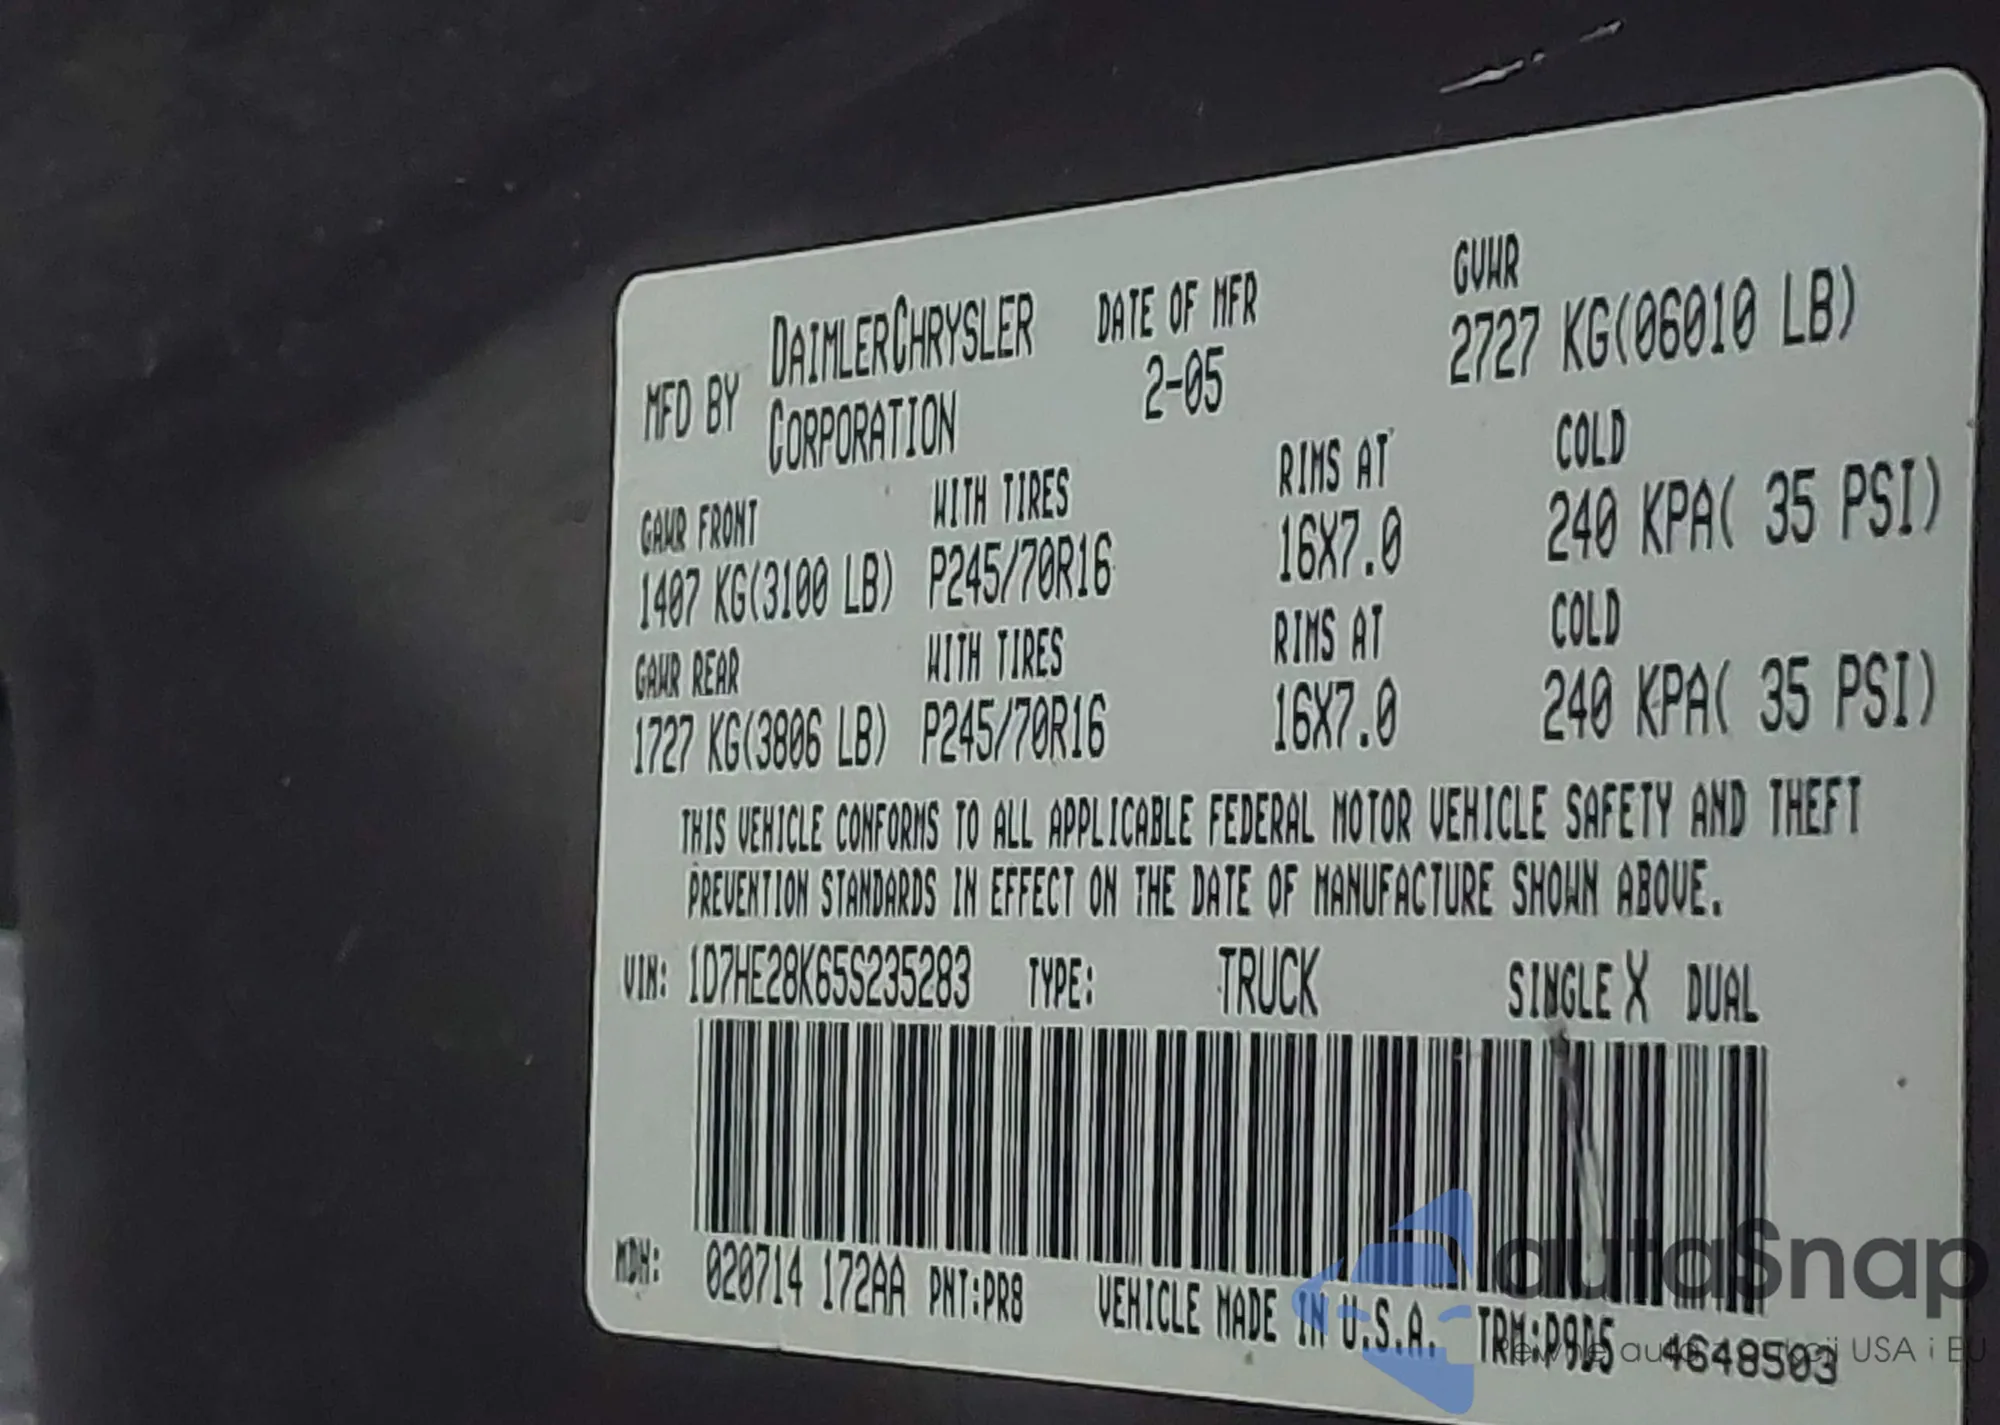 MFD BY DAIMLERCHRYSLER CORPORATION DATE OF MFR 2-05 GVWR 2727 KG(06010 LB)
GAWR FRONT WITH TIRES RIMS AT COLD
1407 KG(3100 LB) P245/70R16 16X7.0 240 KPA( 35 PSI)
GAWR REAR WITH TIRES RIMS AT COLD
1727 KG(3806 LB) P245/70R16 16X7.0 240 KPA( 35 PSI)
THIS VEHICLE CONFORMS TO ALL APPLICABLE FEDERAL MOTOR VEHICLE SAFETY AND THEFT
PREVENTION STANDARDS IN EFFECT ON THE DATE OF MANUFACTURE SHOWN ABOVE.
VIN: 1D7HE28K65S235283 TYPE: TRUCK SINGLE X DUAL
MDH: 020714 172AA PNT:PR8 VEHICLE MADE IN U.S.A. TRM:P9D5 4648503
autaSnap
auta USA i EU